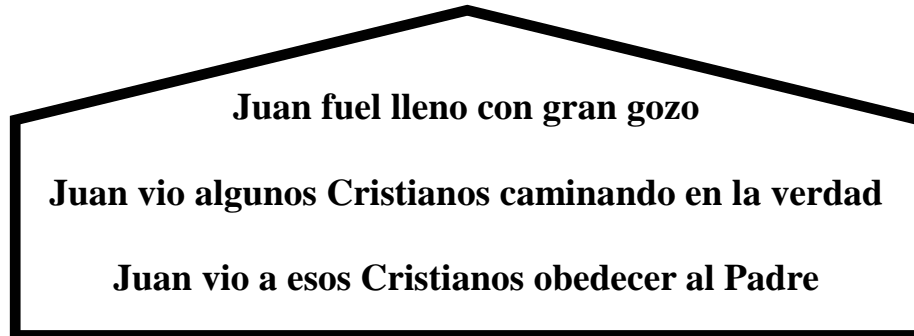 Juan fuel lleno con gran gozo
Juan vio algunos Cristianos caminando en la verdad
Juan vio a esos Cristianos obedecer al Padre